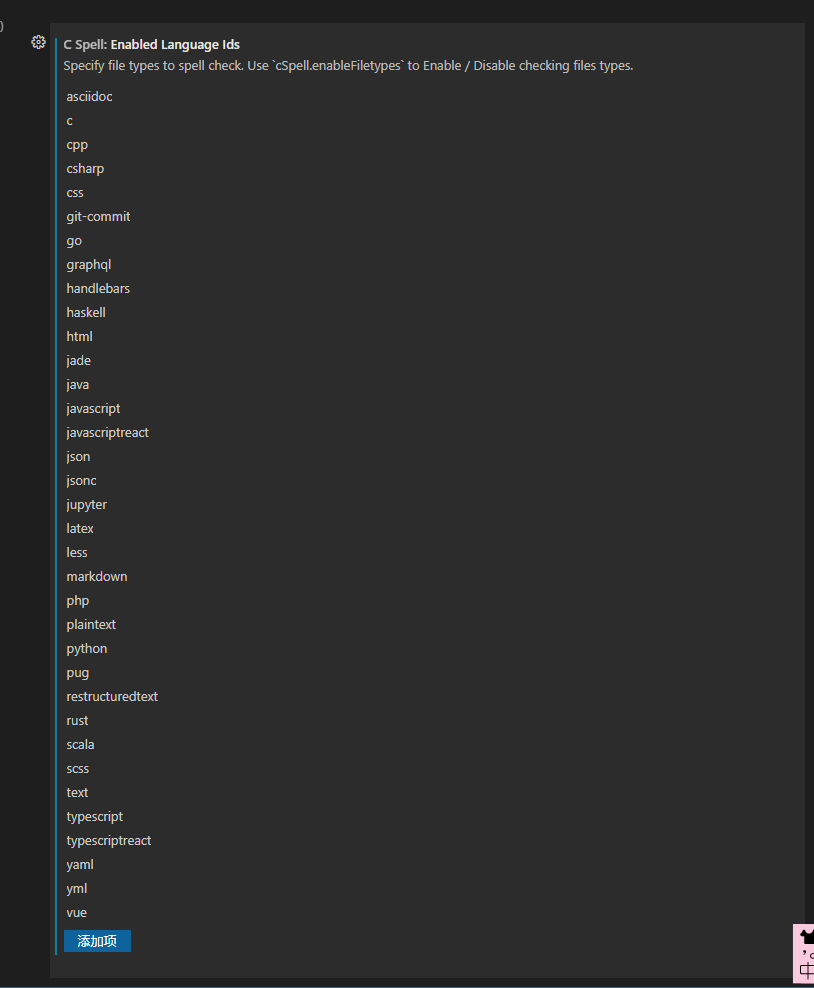 )
C Spell: Enabled Language Ids
Specify file types to spell check. Use `cSpell.enableFiletypes` to Enable / Disable checking files types.
asciidoc
c
cpp
csharp
css
git-commit
go
graphql
handlebars
haskell
html
jade
java
javascript
javascriptreact
json
jsonc
jupyter
latex
less
markdown
php
plaintext
python
pug
restructuredtext
rust
scala
scss
text
typescript
typescriptreact
yaml
yml
vue
添加项
中